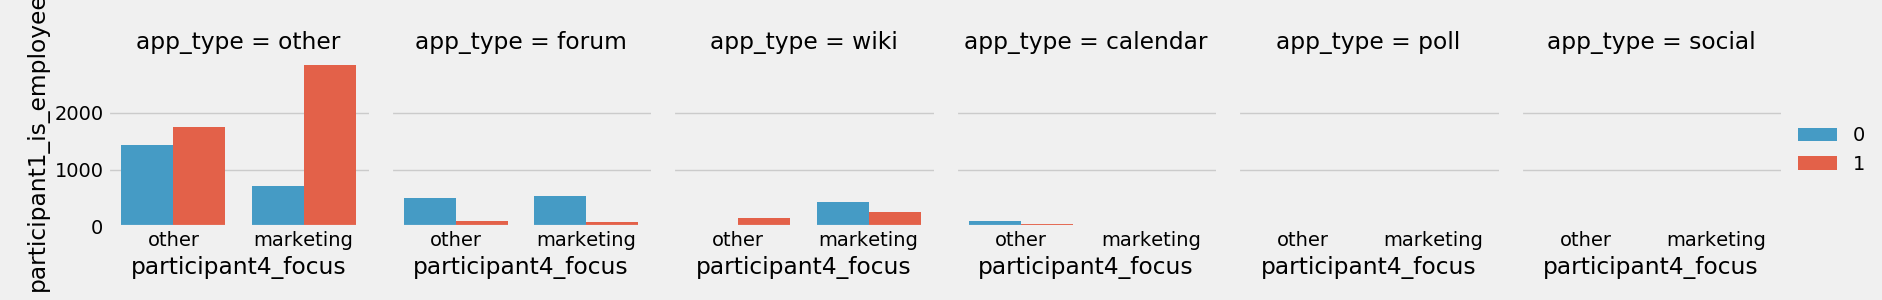 app_type = other
app_type = forum
app_type = wiki
app_type = calendar
app_type = poll
app_type = social
participant1_is_employee
2000
1000
0
other marketing
other marketing
other marketing
other marketing
other marketing
other marketing
participant4_focus
participant4_focus
participant4_focus
participant4_focus
participant4_focus
participant4_focus
0
1